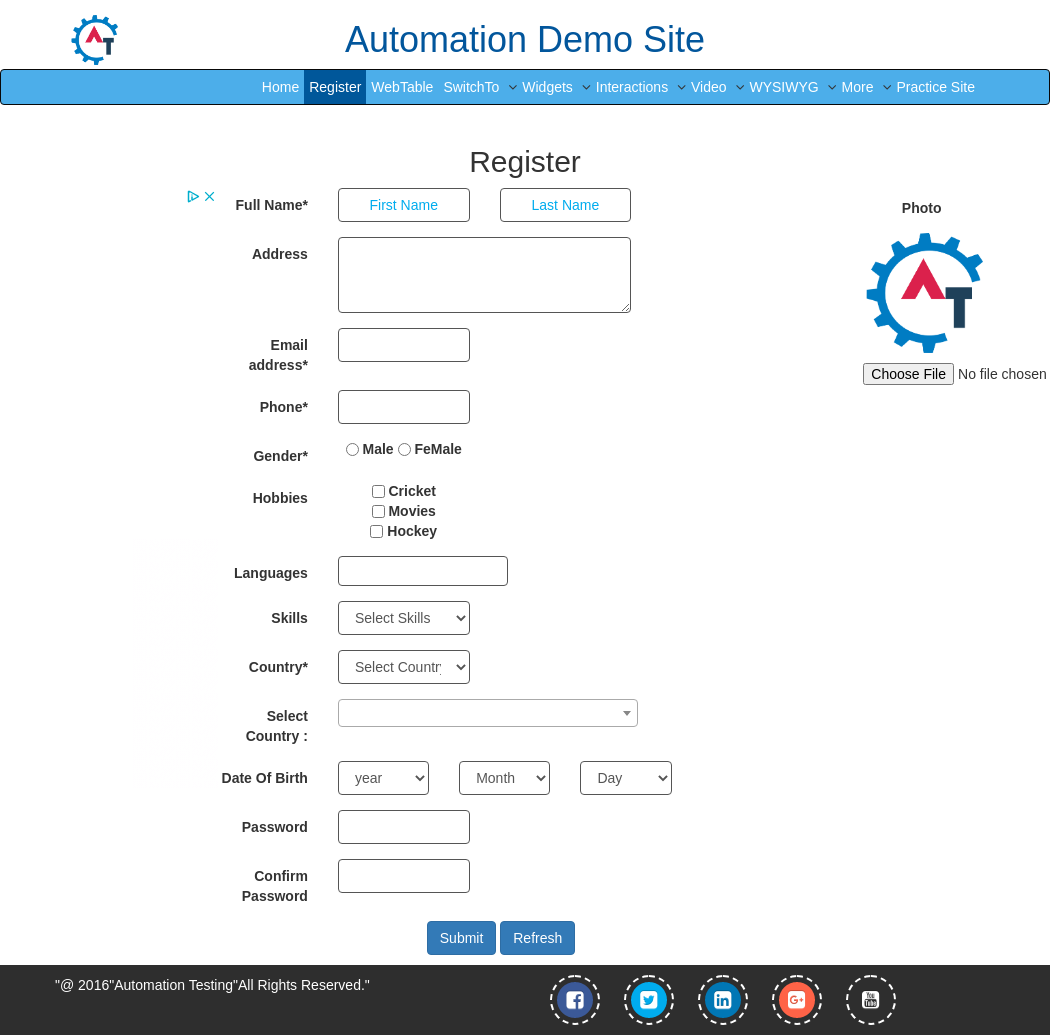 Automation Demo Site
Home Register WebTable SwitchTo Widgets Interactions Video WYSIWYG More Practice Site
Register
Full Name* First Name Last Name
Photo
Address
Email
address*
Choose File No file chosen
Phone*
Gender* Male FeMale
Hobbies Cricket
Movies
Hockey
Languages
Skills Select Skills
Country* Select Country
Select
Country :
Date Of Birth year Month Day
Password
Confirm
Password
Submit Refresh
"@ 2016"Automation Testing"All Rights Reserved."